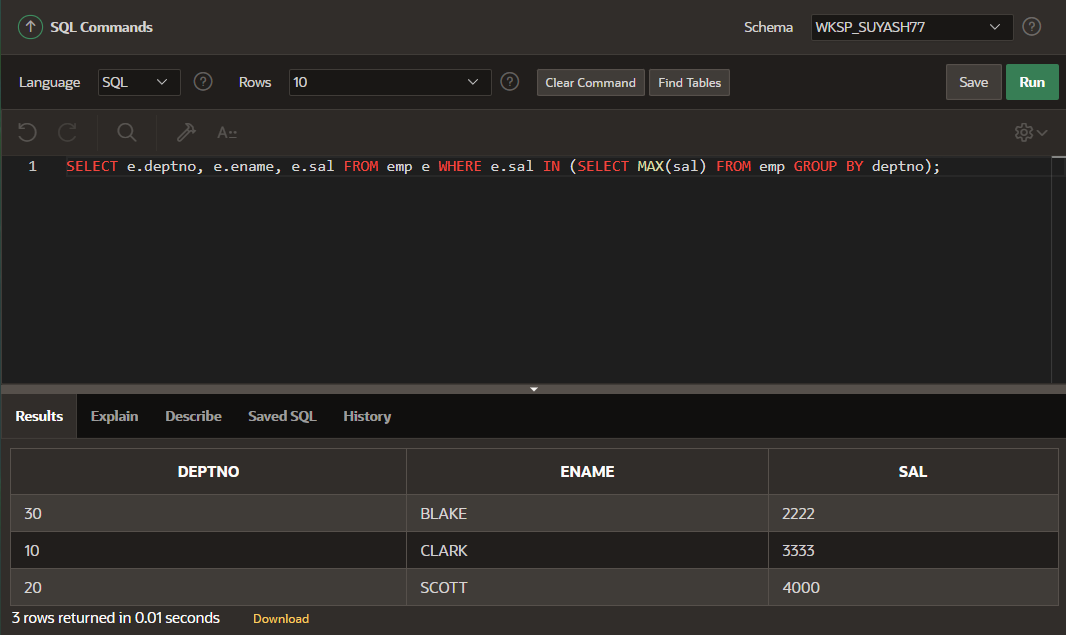 SQL Commands
Schema WKSP_SUYASH77
Language SQL Rows 10 Clear Command Find Tables Save Run
A::
1 SELECT e.deptno, e.ename, e.sal FROM emp e WHERE e.sal IN (SELECT MAX(sal) FROM emp GROUP BY deptno);
Results Explain Describe Saved SQL History
DEPTNO ENAME SAL
30 BLAKE 2222
10 CLARK 3333
20 SCOTT 4000
3 rows returned in 0.01 seconds Download